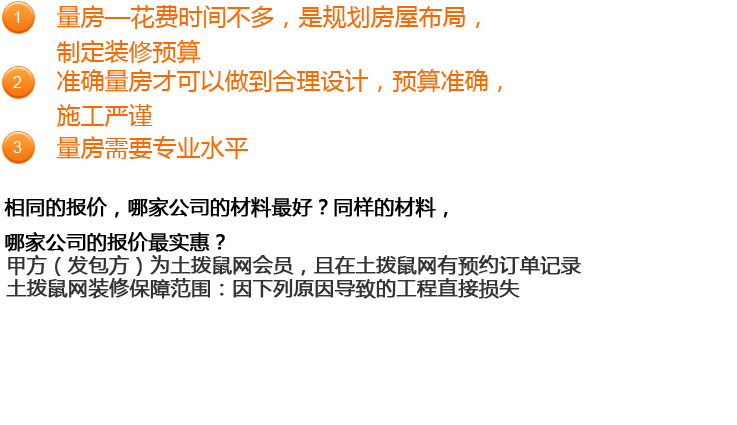 1 量房—花费时间不多，是规划房屋布局，
制定装修预算
2 准确量房才可以做到合理设计，预算准确，
施工严谨
3 量房需要专业水平
相同的报价，哪家公司的材料最好？同样的材料，
哪家公司的报价最实惠？
甲方（发包方）为土拨鼠网会员，且在土拨鼠网有预约订单记录
土拨鼠网装修保障范围：因下列原因导致的工程直接损失